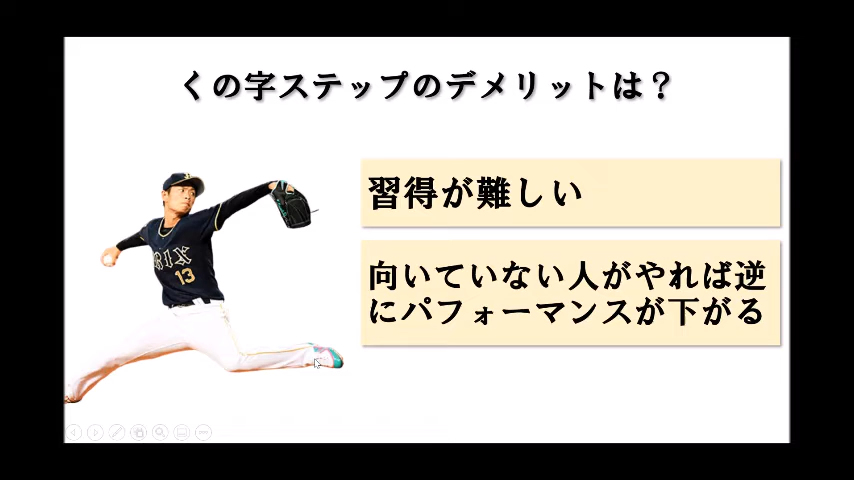 くの字ステップのデメリットは？
習得が難しい
向いていない人がやれば逆
にパフォーマンスが下がる
RIX
13